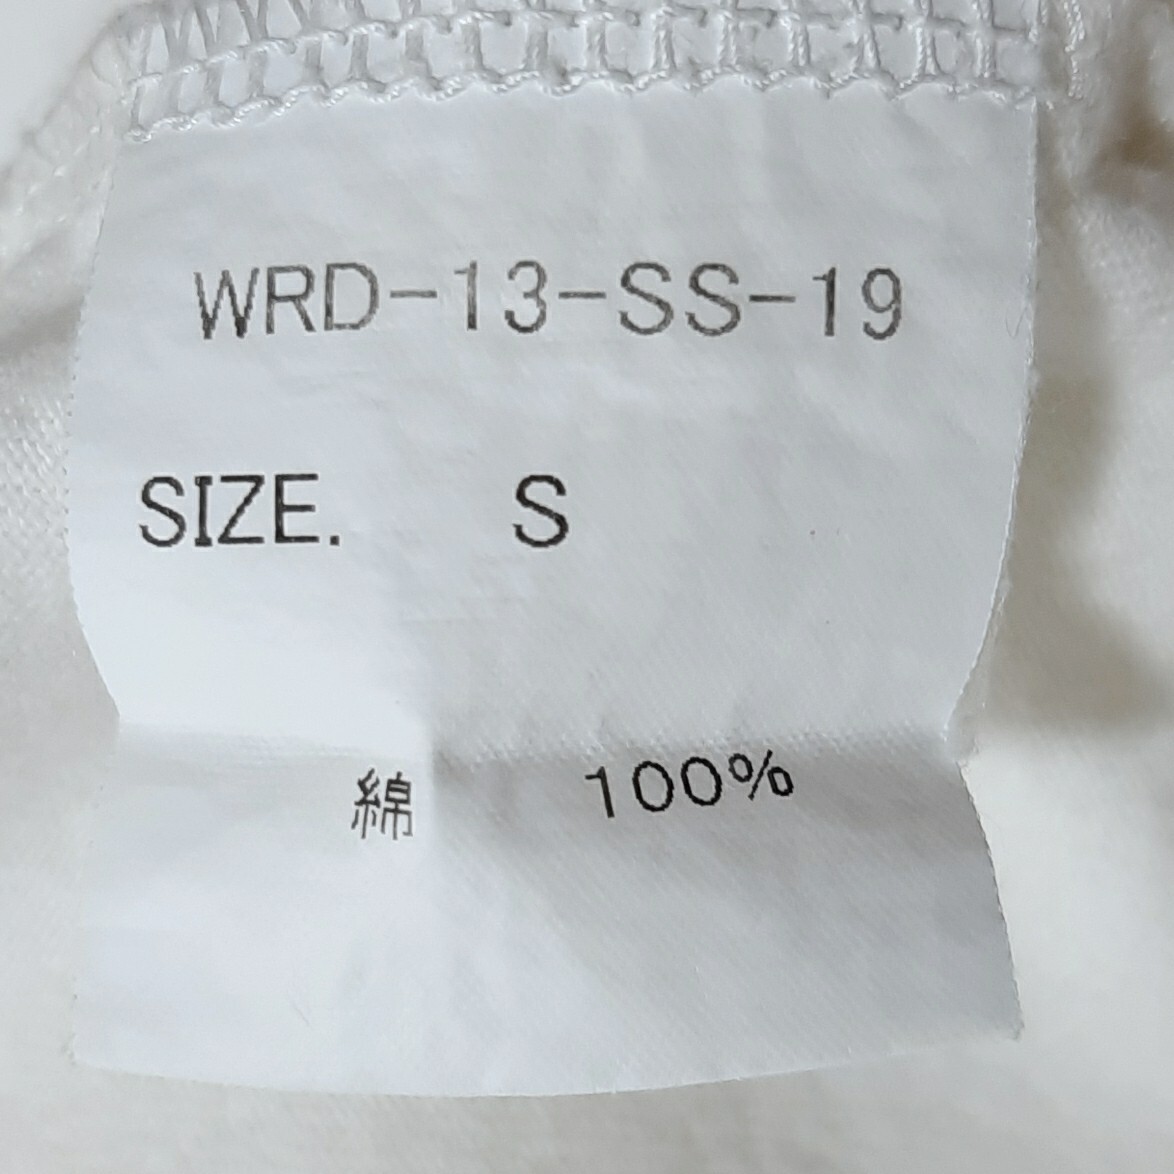 WRD-13-SS-19
SIZE. S
綿 100%